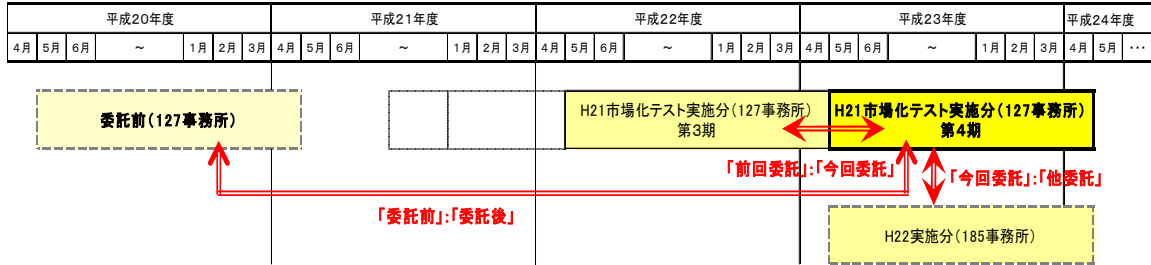 平成20年度 平成21年度 平成22年度 平成23年度 平成24年度
4月 5月 6月 ～ 1月 2月 3月 4月 5月 6月 ～ 1月 2月 3月 4月 5月 6月 ～ 1月 2月 3月 4月 5月 6月 ～ 1月 2月 3月 4月 5月 …
委託前(127事務所)
H21市場化テスト実施分(127事務所)
第3期
H21市場化テスト実施分(127事務所)
第4期
「前回委託」:「今回委託」
「今回委託」:「他委託」
「委託前」:「委託後」
H22実施分(185事務所)